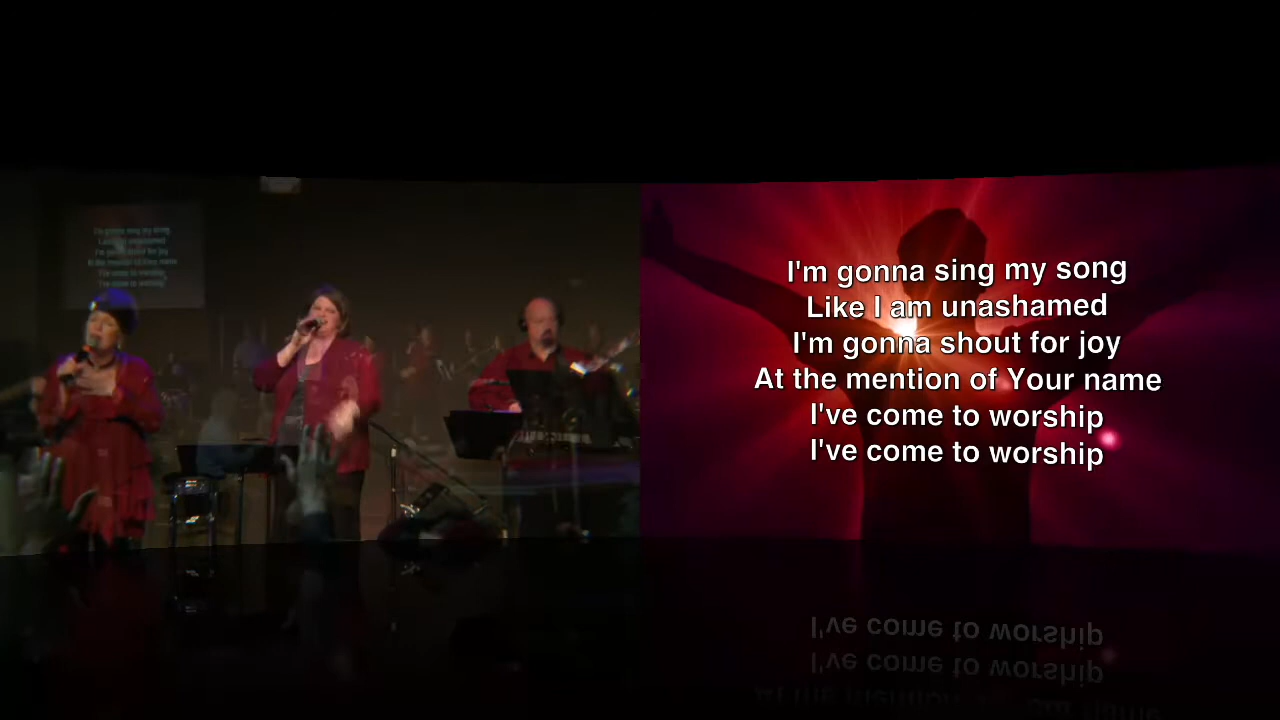 I'm gonna sing my song
Like I am unashamed
I'm gonna shout for joy
At the mention of Your name
I've come to worship
I've come to worship